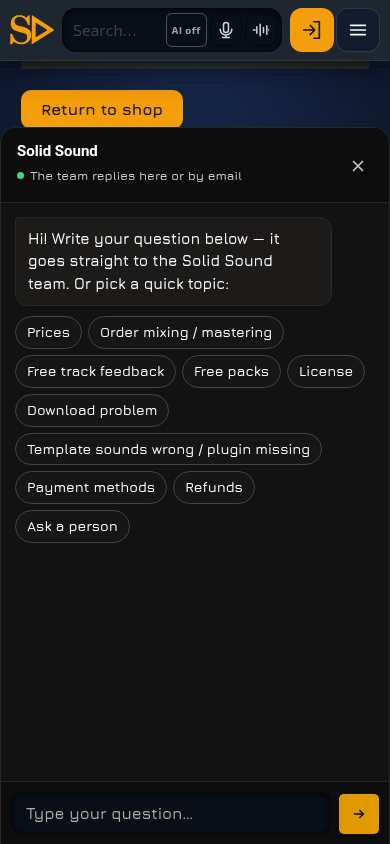 SD
Search...
AI off
Return to shop
Solid Sound
The team replies here or by email
Hi! Write your question below — it
goes straight to the Solid Sound
team. Or pick a quick topic:
Prices
Order mixing / mastering
Free track feedback
Free packs
License
Download problem
Template sounds wrong / plugin missing
Payment methods
Refunds
Ask a person
Type your question...